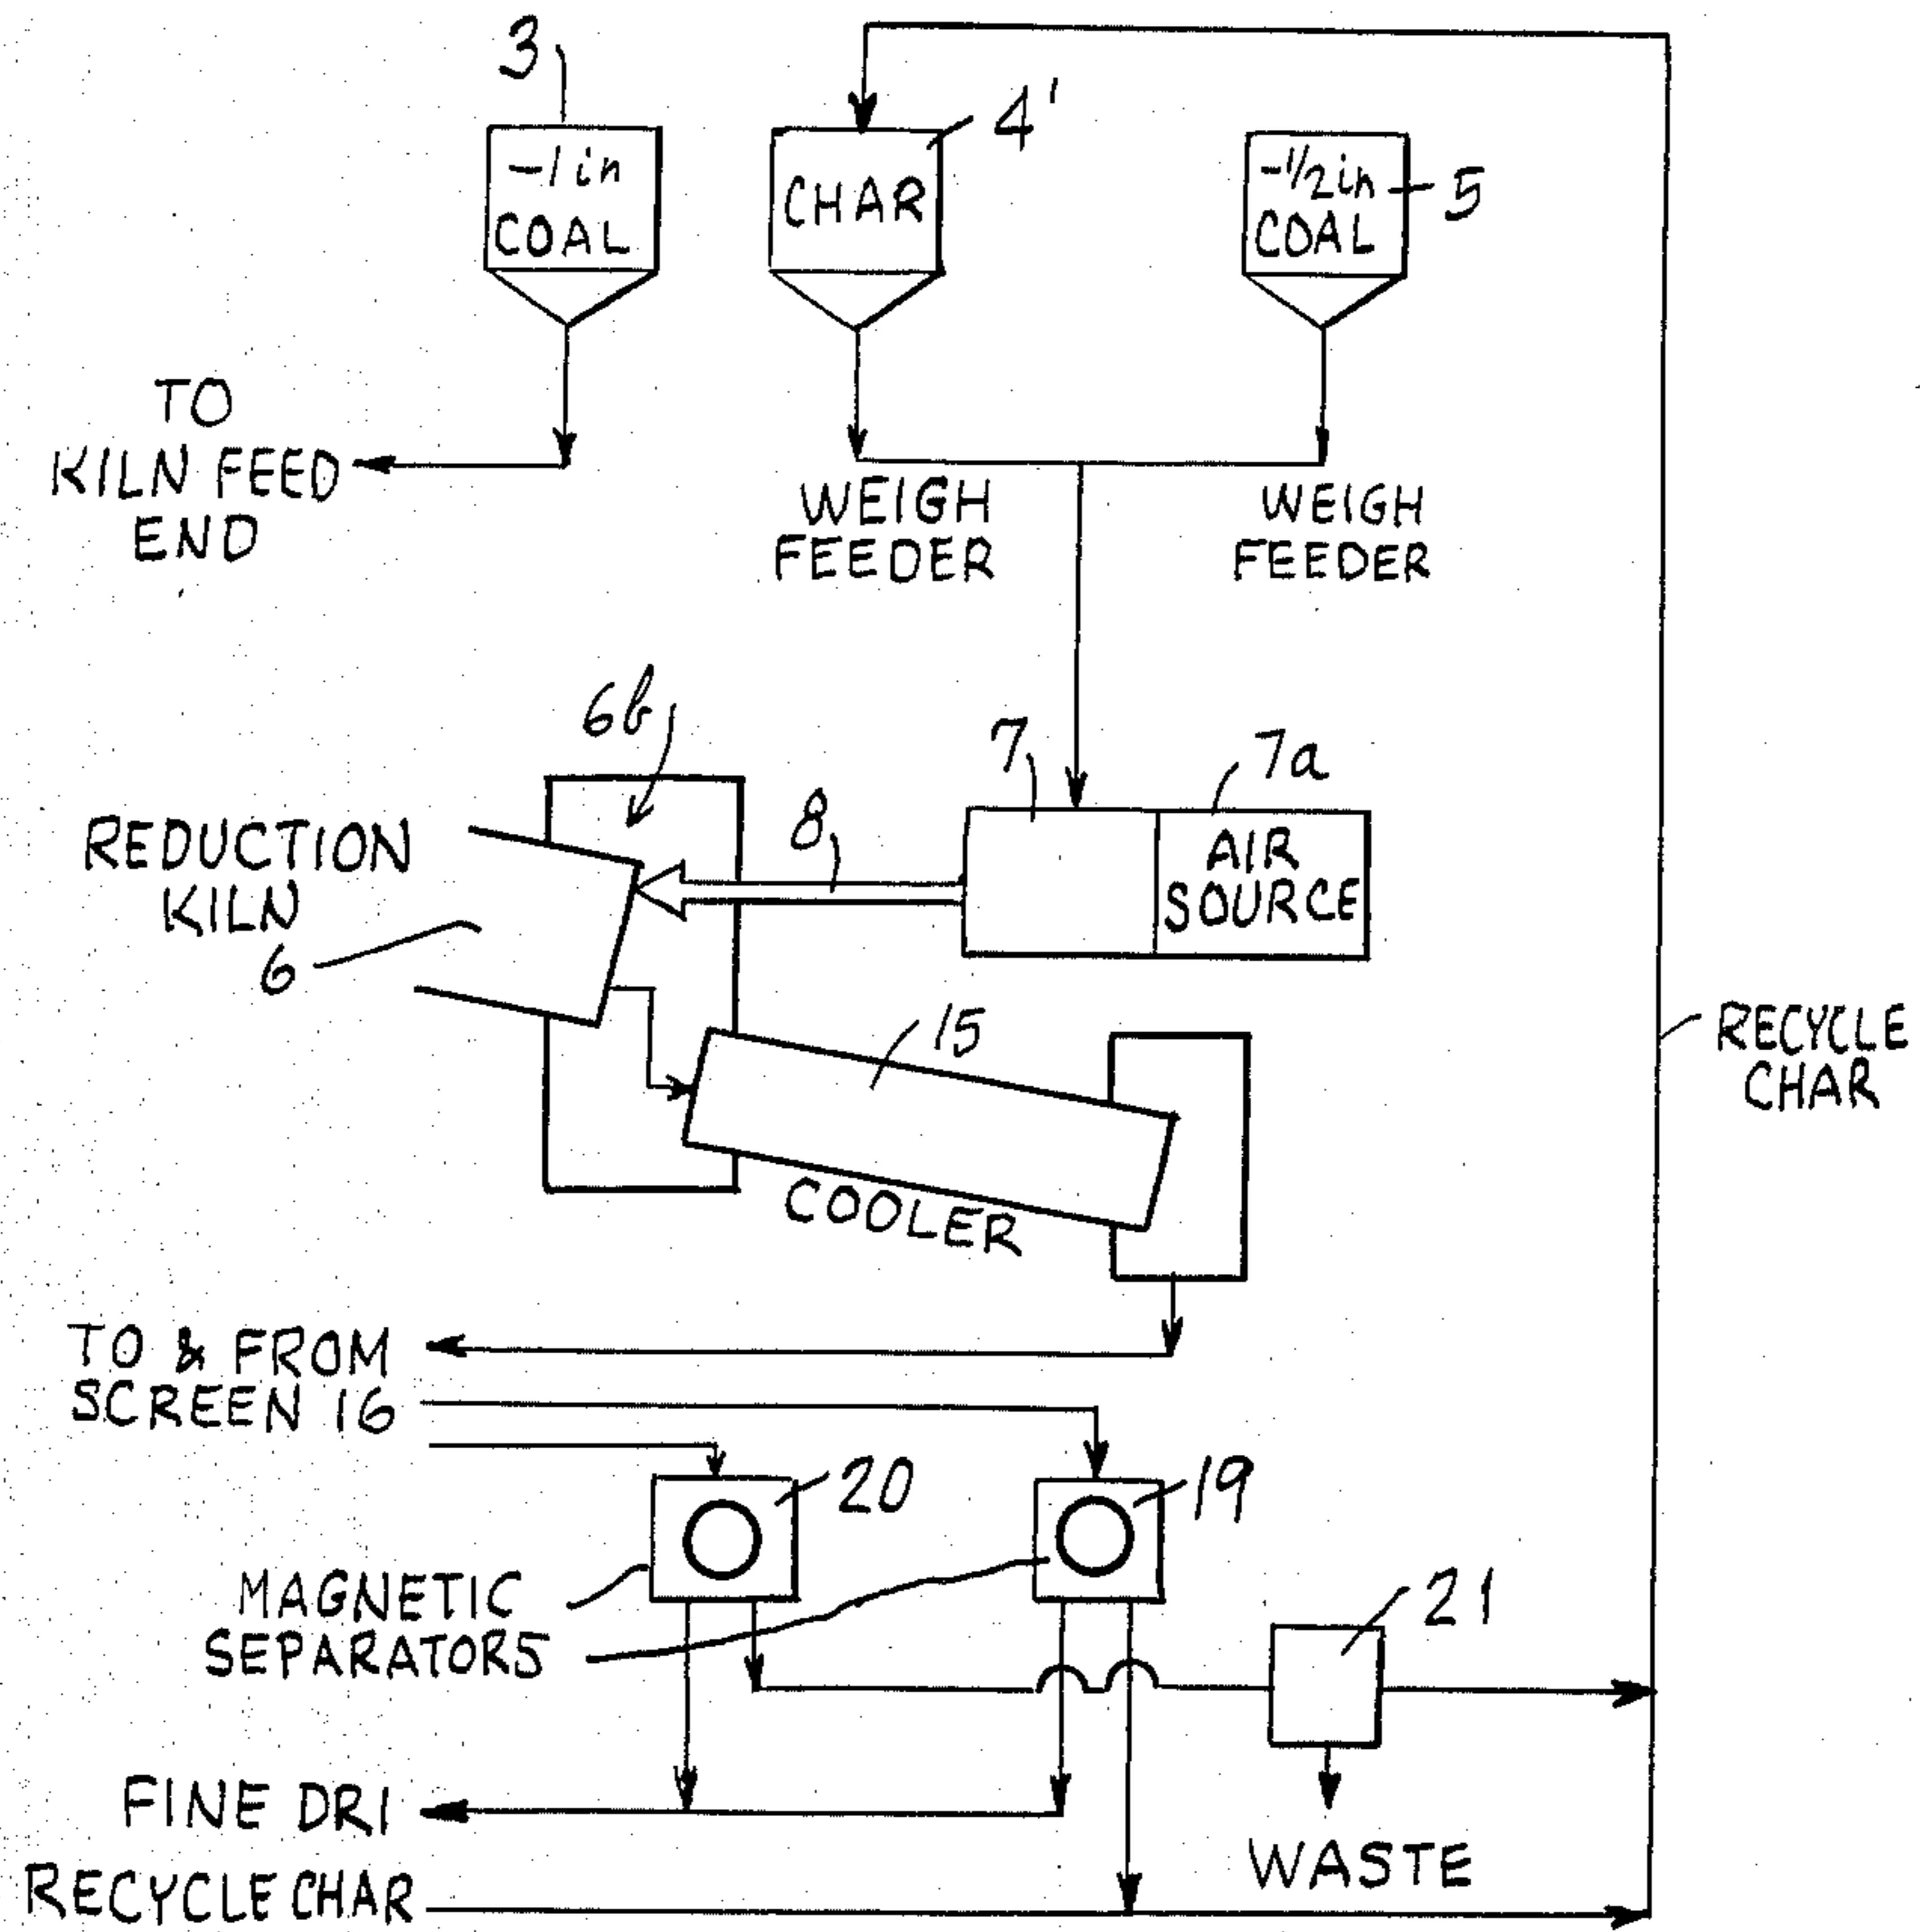 3
4'
-1 in
COAL
CHAR
-1/2 in
COAL
5
TO
KILN FEED
END
WEIGH
FEEDER
WEIGH
FEEDER
6b
7
7a
8
REDUCTION
KILN
6
AIR
SOURCE
15
RECYCLE
CHAR
COOLER
TO & FROM
SCREEN 16
20
19
MAGNETIC
SEPARATORS
21
FINE DRI
WASTE
RECYCLE CHAR